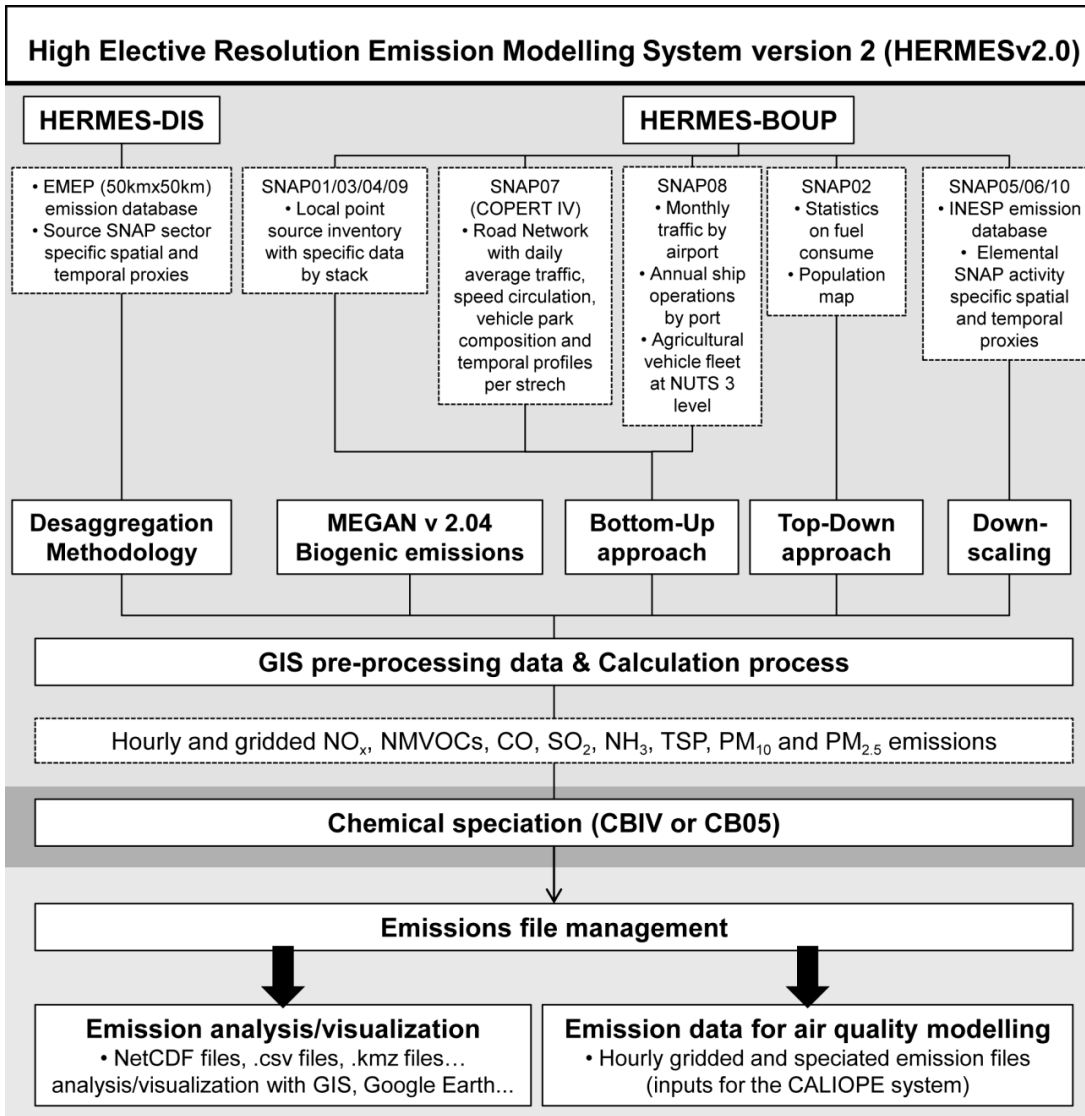 High Elective Resolution Emission Modelling System version 2 (HERMESv2.0)
HERMES-DIS
HERMES-BOUP
• EMEP (50kmx50km)
emission database
• Source SNAP sector
specific spatial and
temporal proxies
SNAP01/03/04/09
• Local point
source inventory
with specific data
by stack
SNAP07
(COPERT IV)
• Road Network
with daily
average traffic,
speed circulation,
vehicle park
composition and
temporal profiles
per strech
SNAP08
• Monthly
traffic by
airport
• Annual ship
operations
by port
• Agricultural
vehicle fleet
at NUTS 3
level
SNAP02
• Statistics
on fuel
consume
• Population
map
SNAP05/06/10
• INESP emission
database
• Elemental
SNAP activity
specific spatial
and temporal
proxies
Desaggregation
Methodology
MEGAN v 2.04
Biogenic emissions
Bottom-Up
approach
Top-Down
approach
Down-
scaling
GIS pre-processing data & Calculation process
Hourly and gridded NOx, NMVOCs, CO, SO2, NH3, TSP, PM10 and PM2.5 emissions
Chemical speciation (CBIV or CB05)
Emissions file management
Emission analysis/visualization
• NetCDF files, .csv files, .kmz files…
analysis/visualization with GIS, Google Earth...
Emission data for air quality modelling
• Hourly gridded and speciated emission files
(inputs for the CALIOPE system)